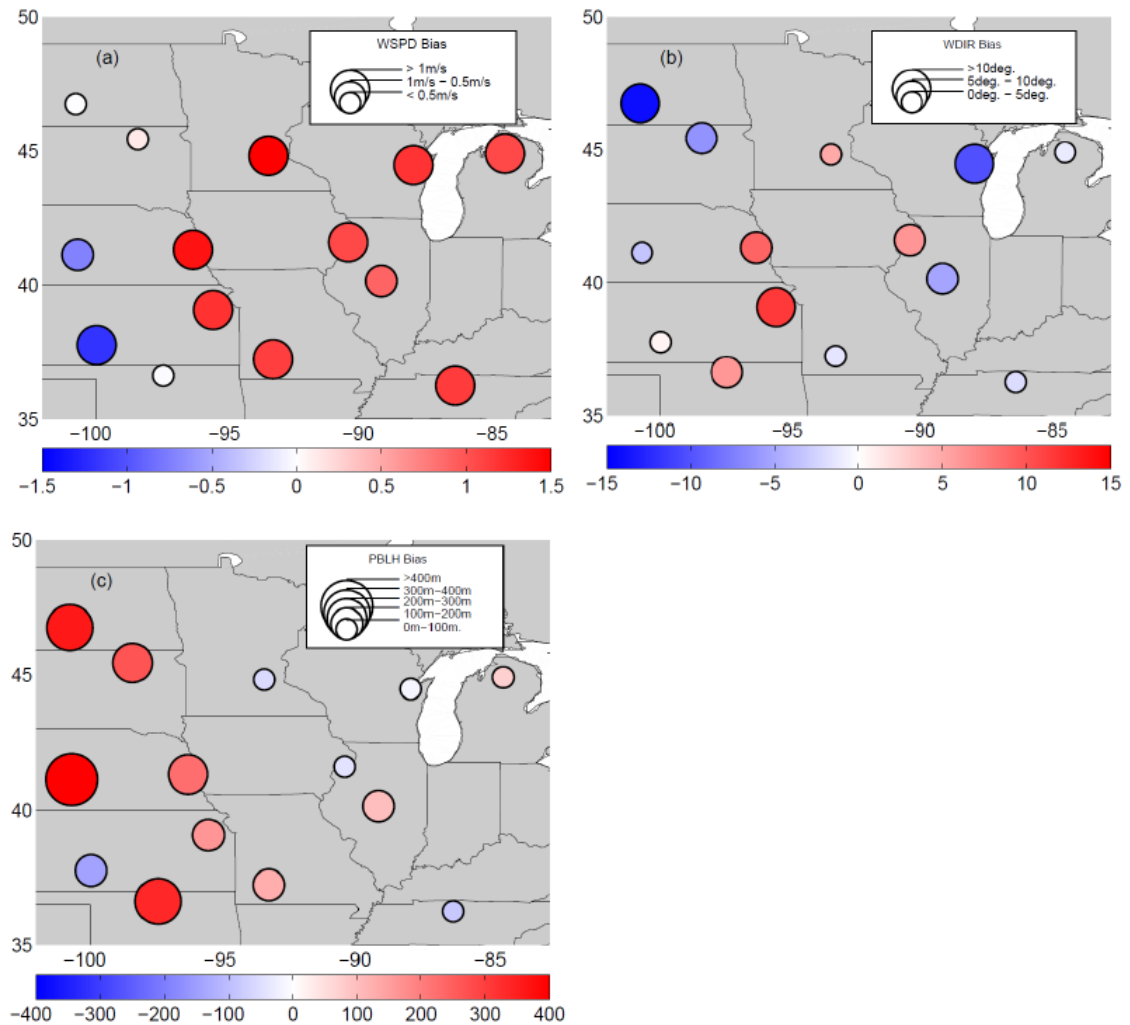 50
45
40
35
(a)
WSPD Bias
> 1m/s
1m/s − 0.5m/s
< 0.5m/s
−100 −95 −90 −85
−1.5 −1 −0.5 0 0.5 1 1.5
50
45
40
35
(b)
WDIR Bias
>10deg.
5deg. − 10deg.
0deg. − 5deg.
−100 −95 −90 −85
−15 −10 −5 0 5 10 15
50
45
40
35
(c)
PBLH Bias
>400m
300m−400m
200m−300m
100m−200m
0m−100m.
−100 −95 −90 −85
−400 −300 −200 −100 0 100 200 300 400